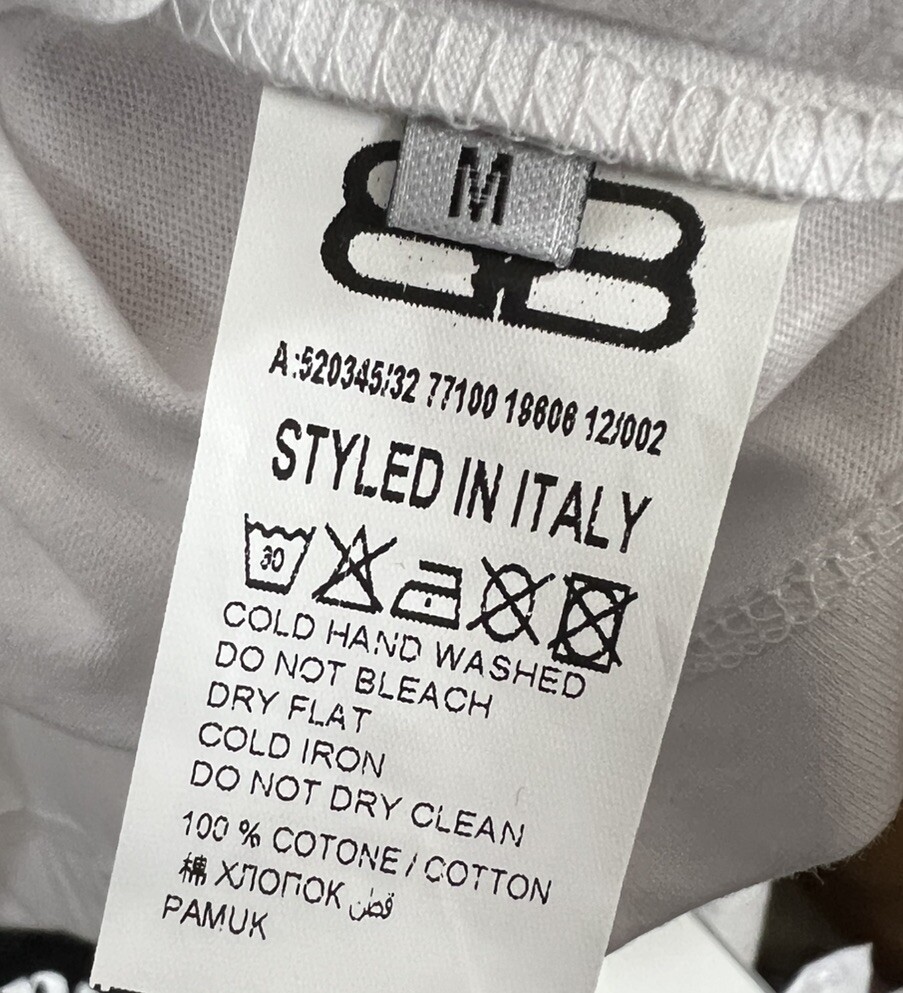 M
A:520345/32 77100 19606 12/002
STYLED IN ITALY
30
COLD HAND WASHED
DO NOT BLEACH
DRY FLAT
COLD IRON
DO NOT DRY CLEAN
100 % COTONE / COTTON
棉 ХЛОПОК قطن
PAMUK